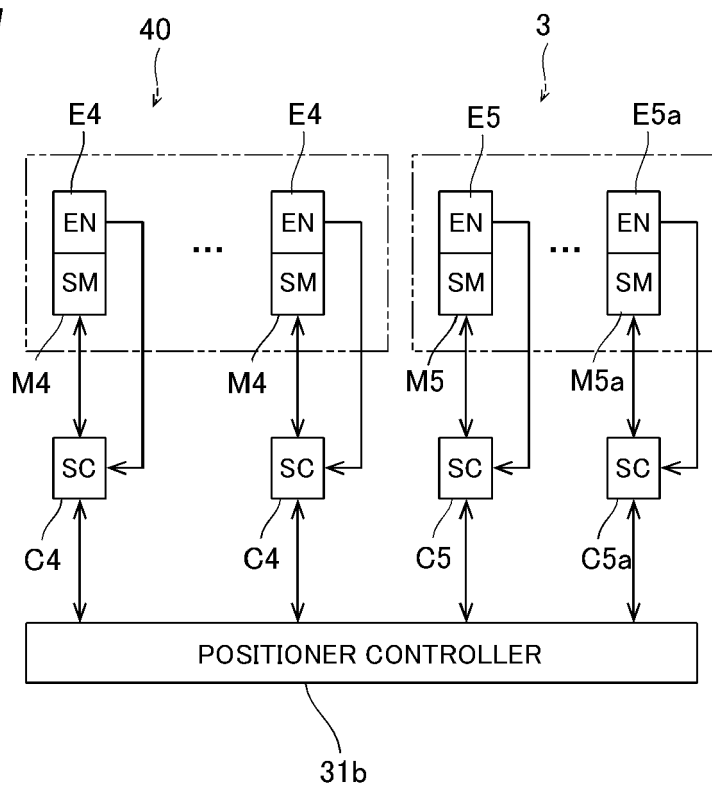 40 3
E4 E4 E5 E5a
EN EN EN EN
... ... 
SM SM SM SM
M4 M4 M5 M5a
SC SC SC SC
C4 C4 C5 C5a
POSITIONER CONTROLLER
31b